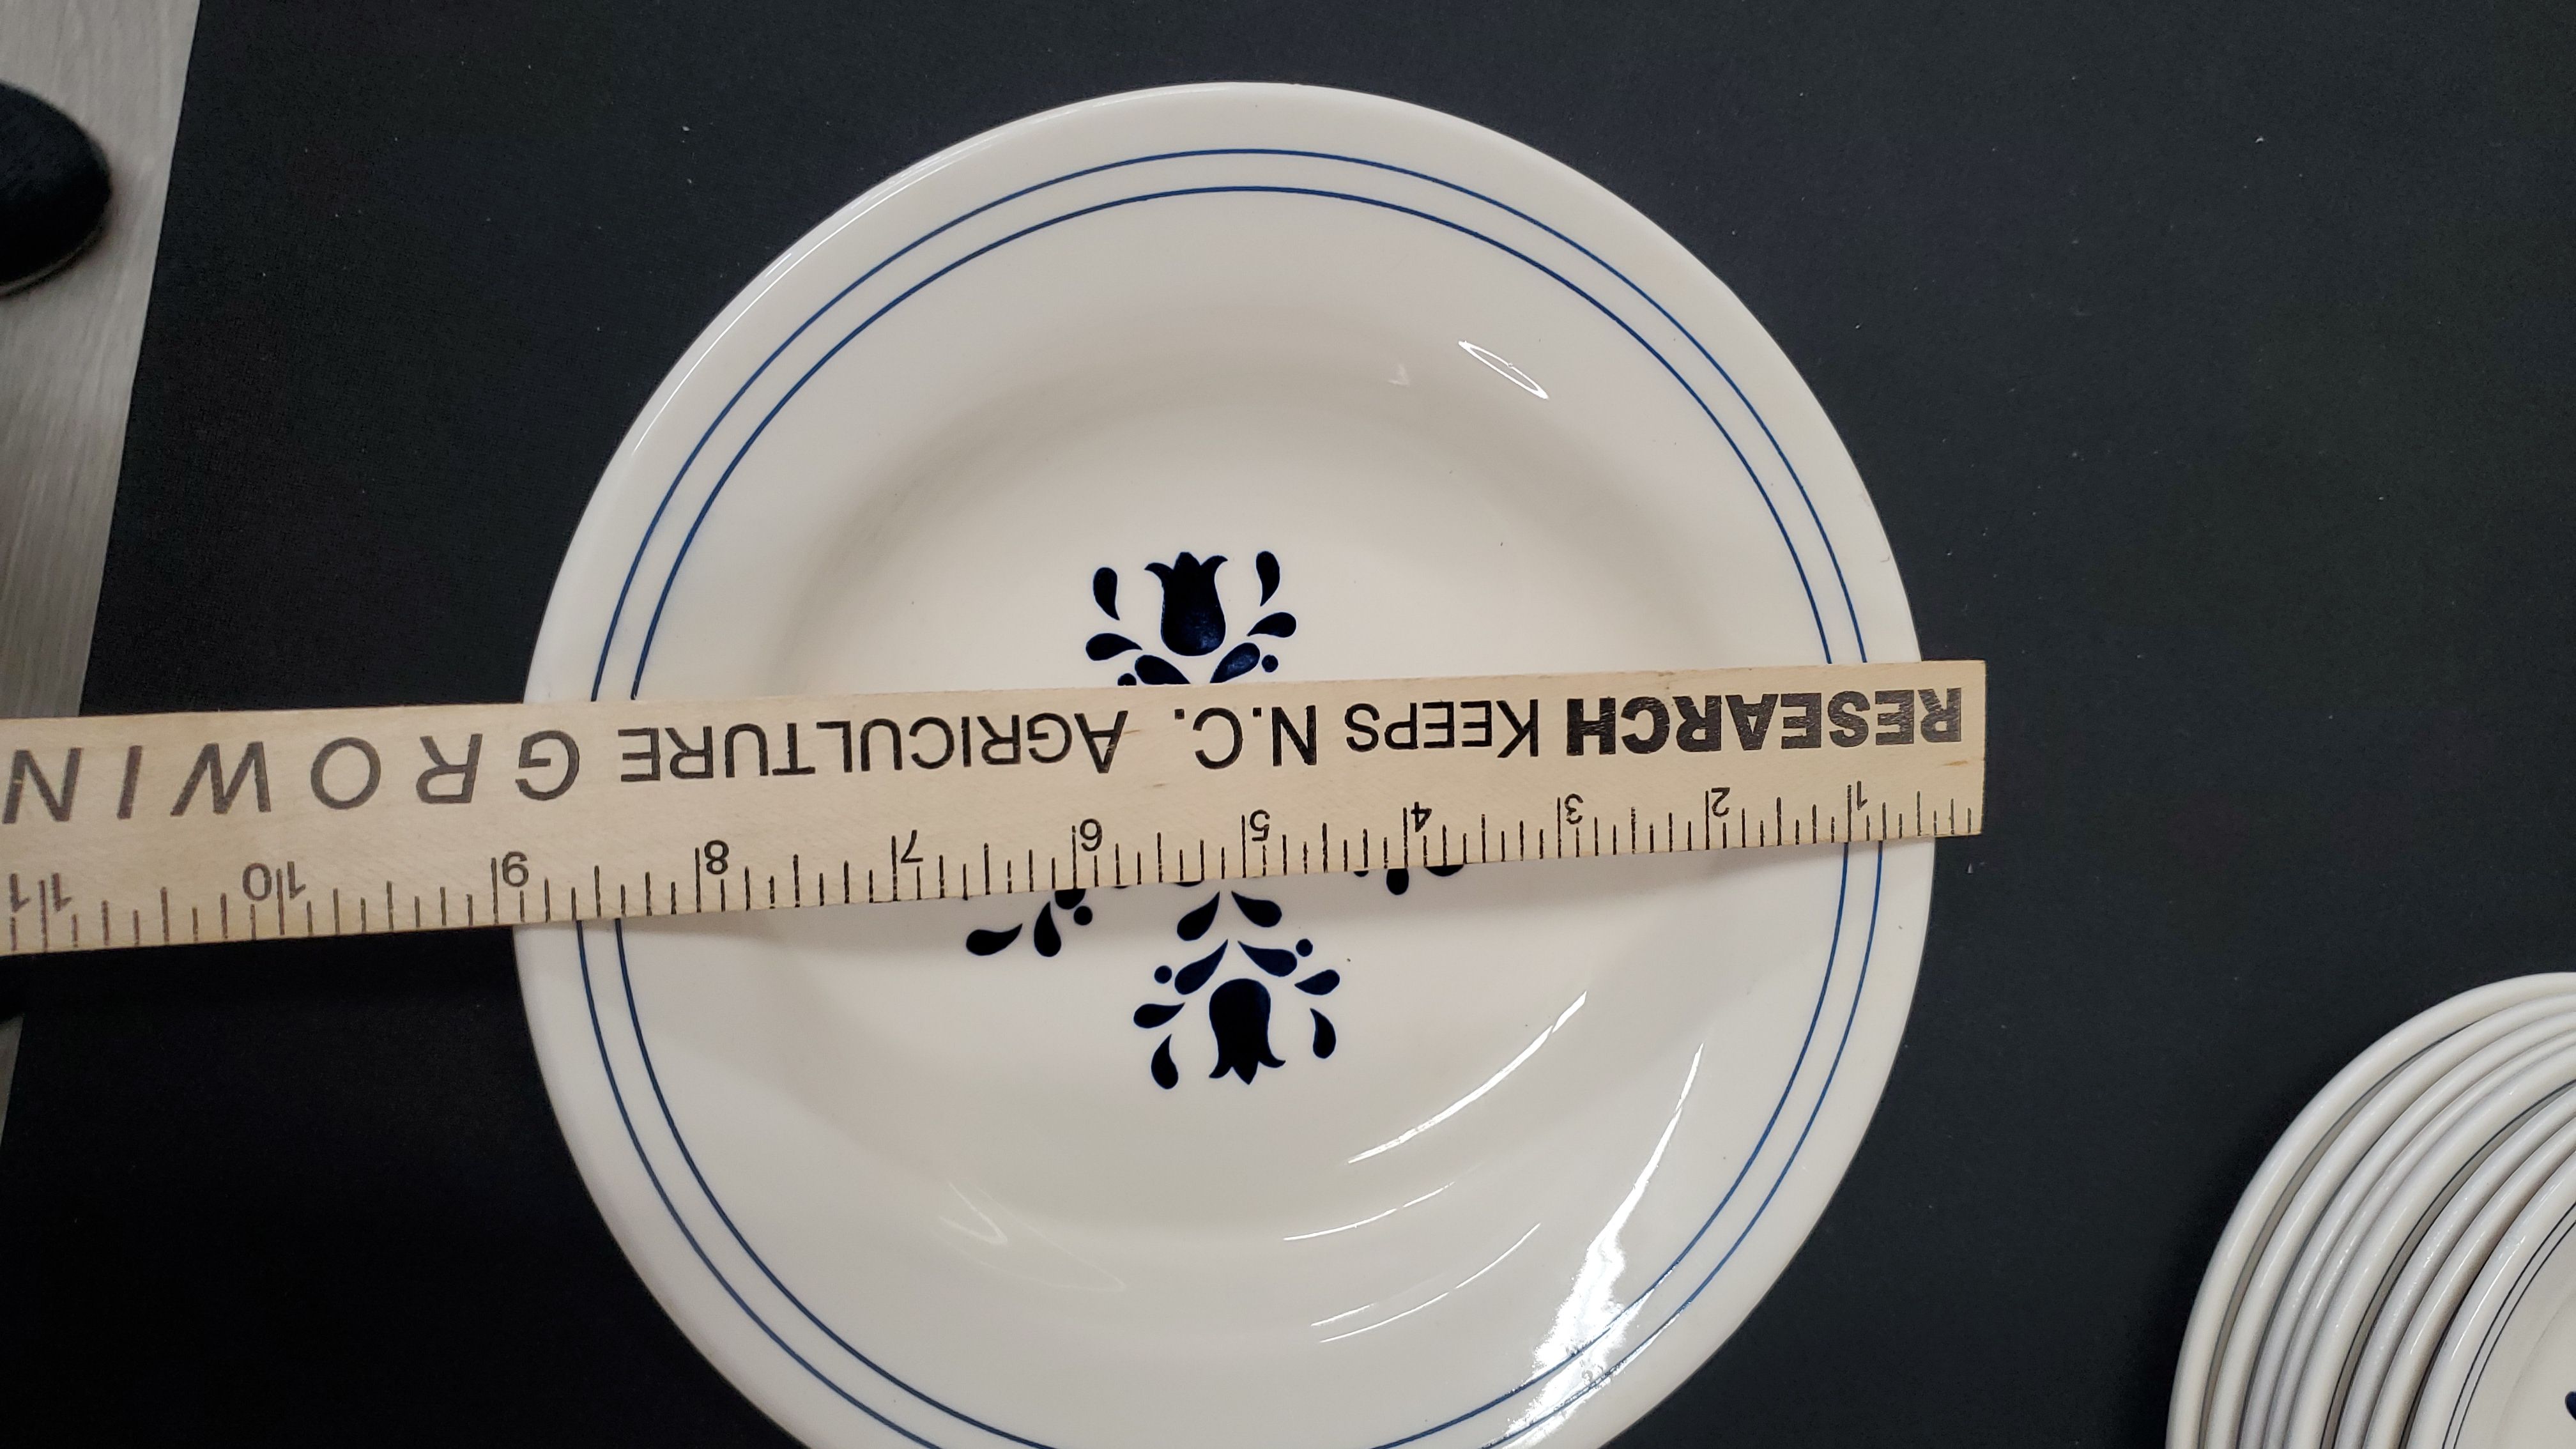 RESEARCH KEEPS N.C. AGRICULTURE GROWIN
1 2 3 4 5 6 7 8 9 10 11